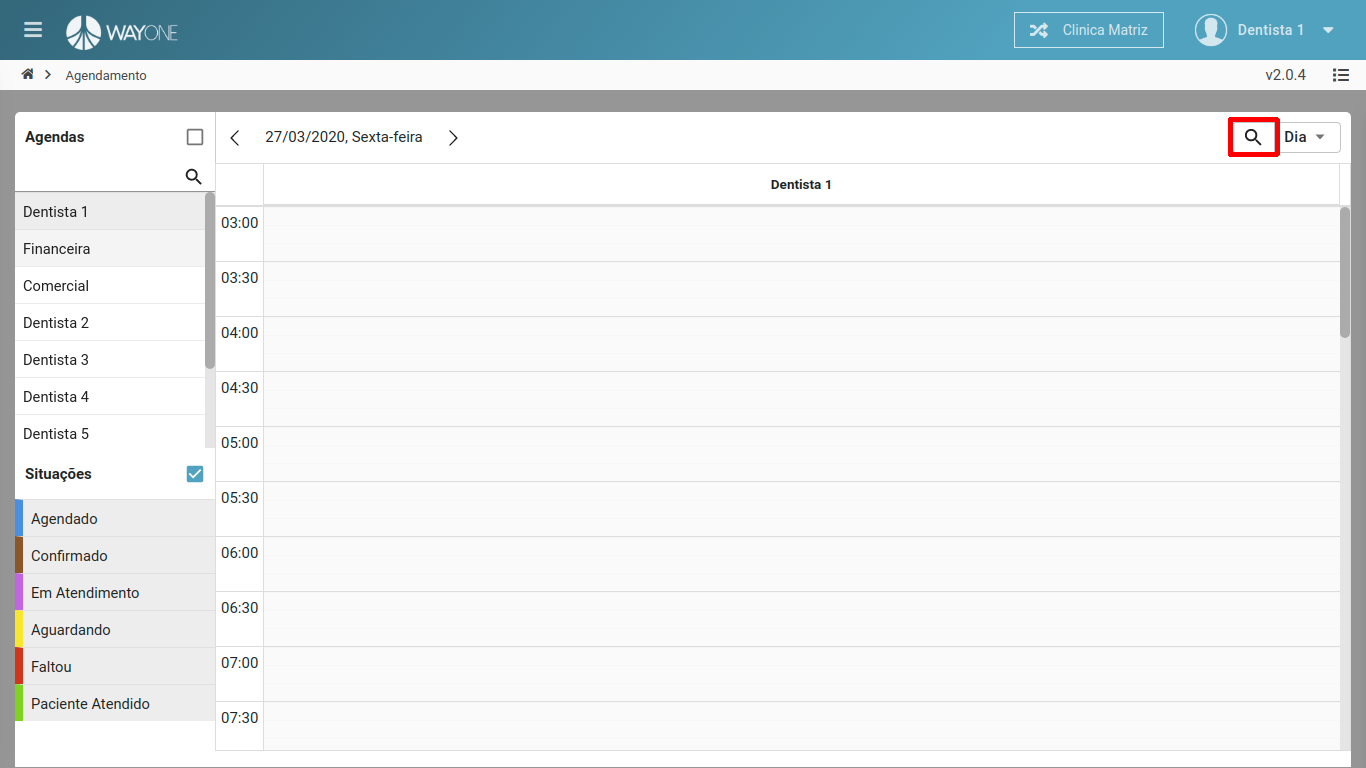 WAYONE
Clinica Matriz
Dentista 1
Agendamento
v2.0.4
Agendas
27/03/2020, Sexta-feira
Dia
Dentista 1
Dentista 1
Financeira
Comercial
Dentista 2
Dentista 3
Dentista 4
Dentista 5
Situações
Agendado
Confirmado
Em Atendimento
Aguardando
Faltou
Paciente Atendido
03:00
03:30
04:00
04:30
05:00
05:30
06:00
06:30
07:00
07:30